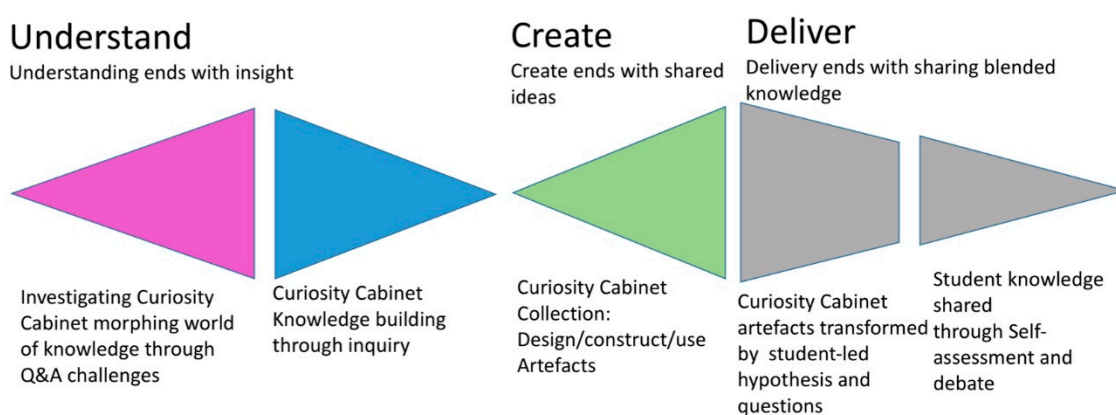 Understand
Understanding ends with insight
Create
Create ends with shared
ideas
Deliver
Delivery ends with sharing blended
knowledge
Investigating Curiosity
Cabinet morphing world
of knowledge through
Q&A challenges
Curiosity Cabinet
Knowledge building
through inquiry
Curiosity Cabinet
Collection:
Design/construct/use
Artefacts
Curiosity Cabinet
artefacts transformed
by student-led
hypothesis and
questions
Student knowledge
shared
through Self-
assessment and
debate